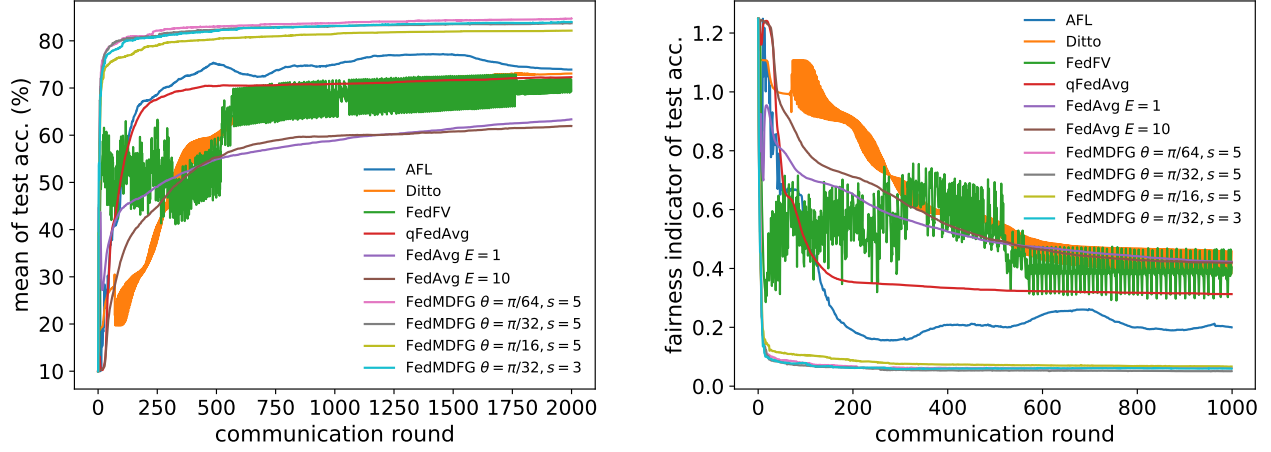 mean of test acc. (%)
80
70
60
50
40
30
20
10
0
250
500
750
1000
1250
1500
1750
2000
communication round
AFL
Ditto
FedFV
qFedAvg
FedAvg E = 1
FedAvg E = 10
FedMDFG θ = π/64, s = 5
FedMDFG θ = π/32, s = 5
FedMDFG θ = π/16, s = 5
FedMDFG θ = π/32, s = 3
fairness indicator of test acc.
1.2
1.0
0.8
0.6
0.4
0.2
0.0
0
200
400
600
800
1000
communication round
AFL
Ditto
FedFV
qFedAvg
FedAvg E = 1
FedAvg E = 10
FedMDFG θ = π/64, s = 5
FedMDFG θ = π/32, s = 5
FedMDFG θ = π/16, s = 5
FedMDFG θ = π/32, s = 3